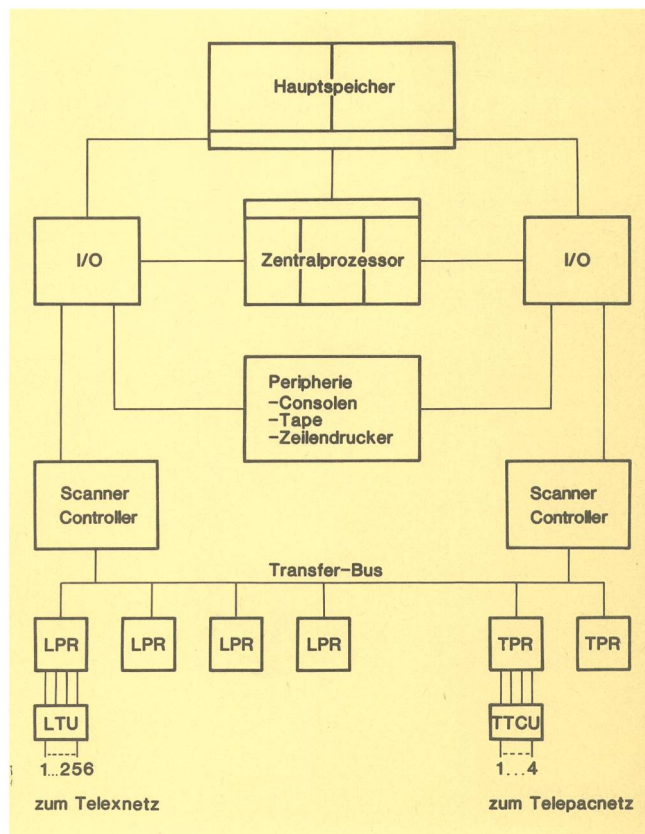 Hauptspeicher
I/O
Zentralprozessor
I/O
Peripherie
-Consolen
-Tape
-Zeilendrucker
Scanner
Controller
Scanner
Controller
Transfer-Bus
LPR
LPR
LPR
LPR
TPR
TPR
LTU
TTCU
1...256
1...4
zum Telexnetz
zum Telepacnetz